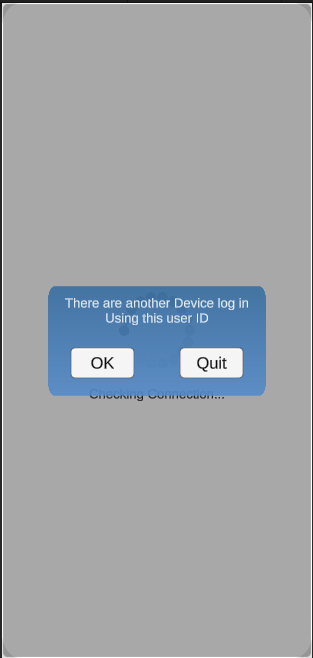 There are another Device log in
Using this user ID
OK
Quit
Checking Connection...